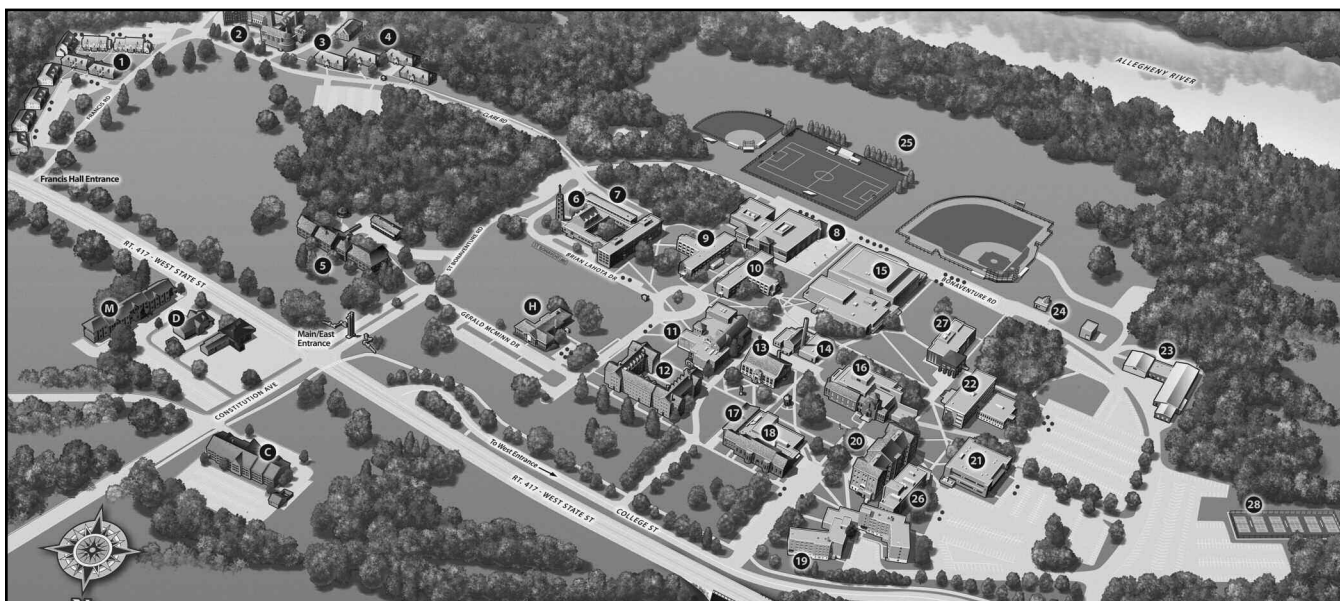 ALLEGHENY RIVER
1
2
3
4
FRANCIS RD
CLARE RD
25
Francis Hall Entrance
6
7
8
9
10
15
5
ST BONAVENTURE RD
BRIAN LAHOTA DR
BONAVENTURE RD
RT. 417 - WEST STATE ST
M
D
H
24
27
Main/East
Entrance
GERALD MCMINN DR
11
12
13
14
16
23
22
CONSTITUTION AVE
17
18
20
21
C
To West Entrance
RT. 417 - WEST STATE ST
COLLEGE ST
26
28
19